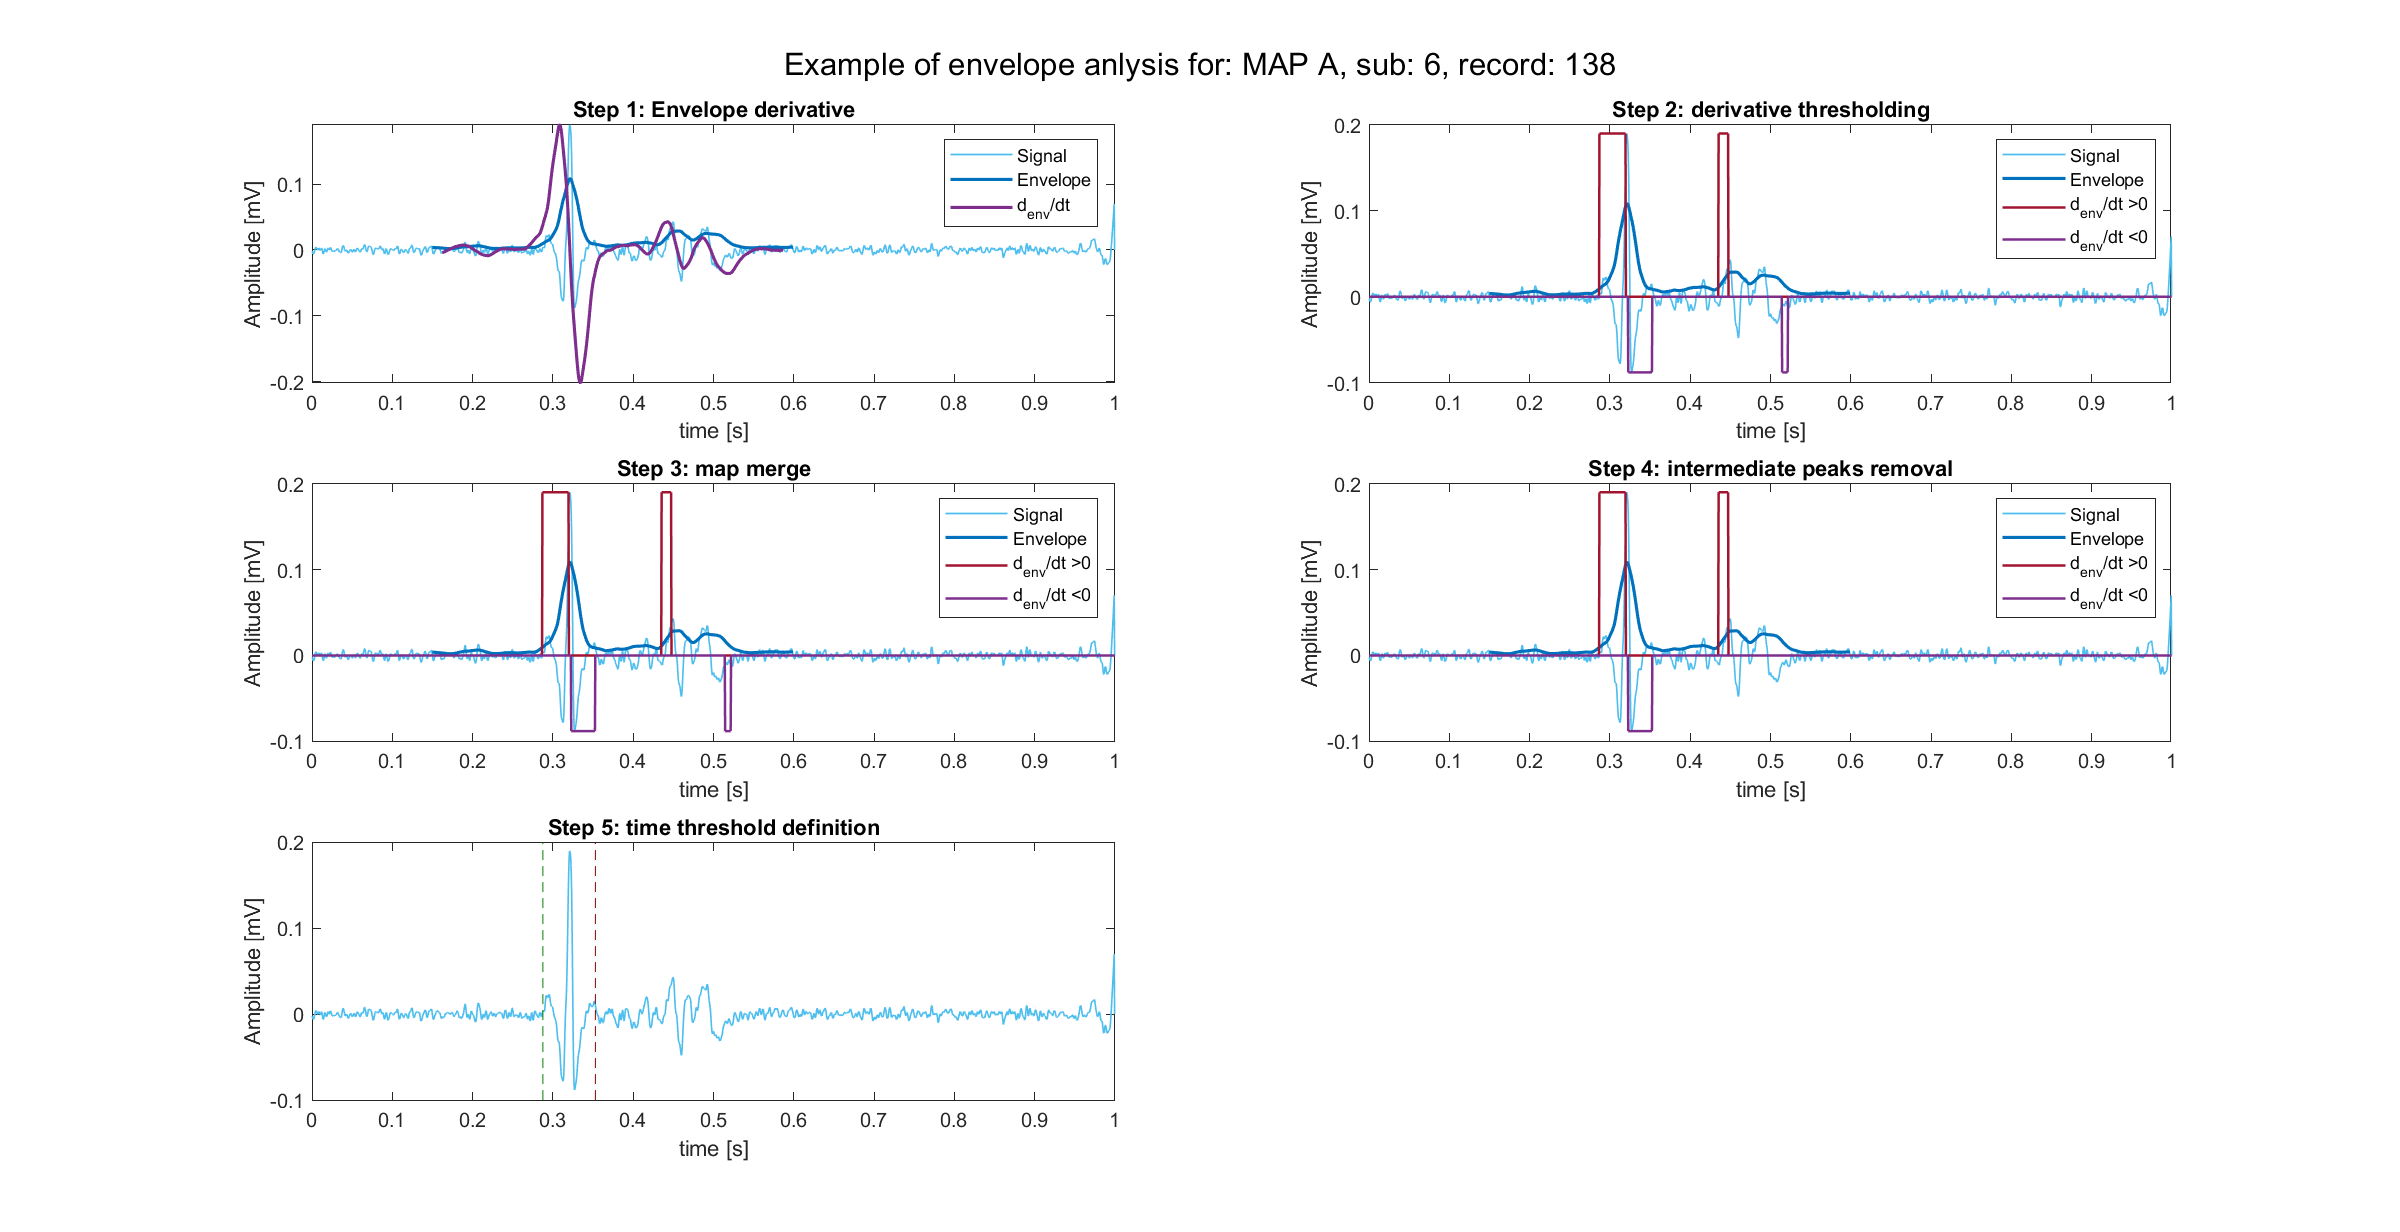 Example of envelope anlysis for: MAP A, sub: 6, record: 138
Step 1: Envelope derivative
Amplitude [mV]
0.1
0
-0.1
-0.2
0 0.1 0.2 0.3 0.4 0.5 0.6 0.7 0.8 0.9 1
time [s]
Signal
Envelope
denv/dt
Step 2: derivative thresholding
Amplitude [mV]
0.2
0.1
0
-0.1
0 0.1 0.2 0.3 0.4 0.5 0.6 0.7 0.8 0.9 1
time [s]
Signal
Envelope
denv/dt >0
denv/dt <0
Step 3: map merge
Amplitude [mV]
0.2
0.1
0
-0.1
0 0.1 0.2 0.3 0.4 0.5 0.6 0.7 0.8 0.9 1
time [s]
Signal
Envelope
denv/dt >0
denv/dt <0
Step 4: intermediate peaks removal
Amplitude [mV]
0.2
0.1
0
-0.1
0 0.1 0.2 0.3 0.4 0.5 0.6 0.7 0.8 0.9 1
time [s]
Signal
Envelope
denv/dt >0
denv/dt <0
Step 5: time threshold definition
Amplitude [mV]
0.2
0.1
0
-0.1
0 0.1 0.2 0.3 0.4 0.5 0.6 0.7 0.8 0.9 1
time [s]